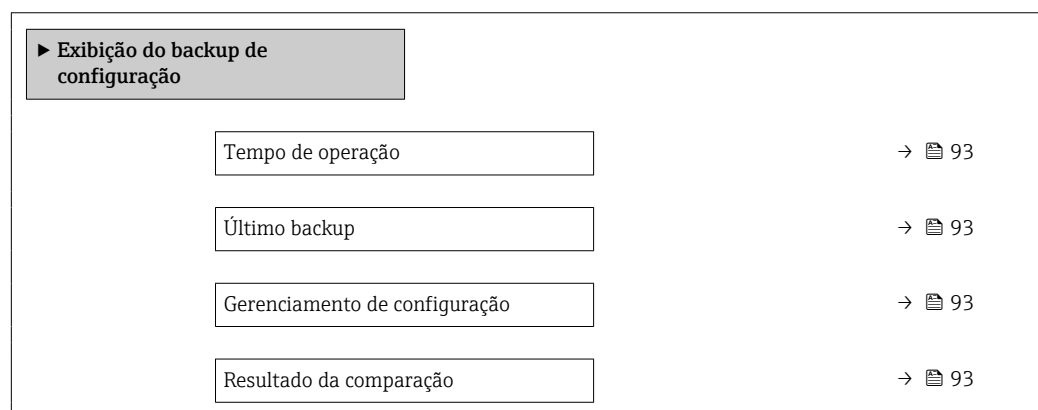 ▶ Exibição do backup de
configuração
Tempo de operação → 93
Último backup → 93
Gerenciamento de configuração → 93
Resultado da comparação → 93